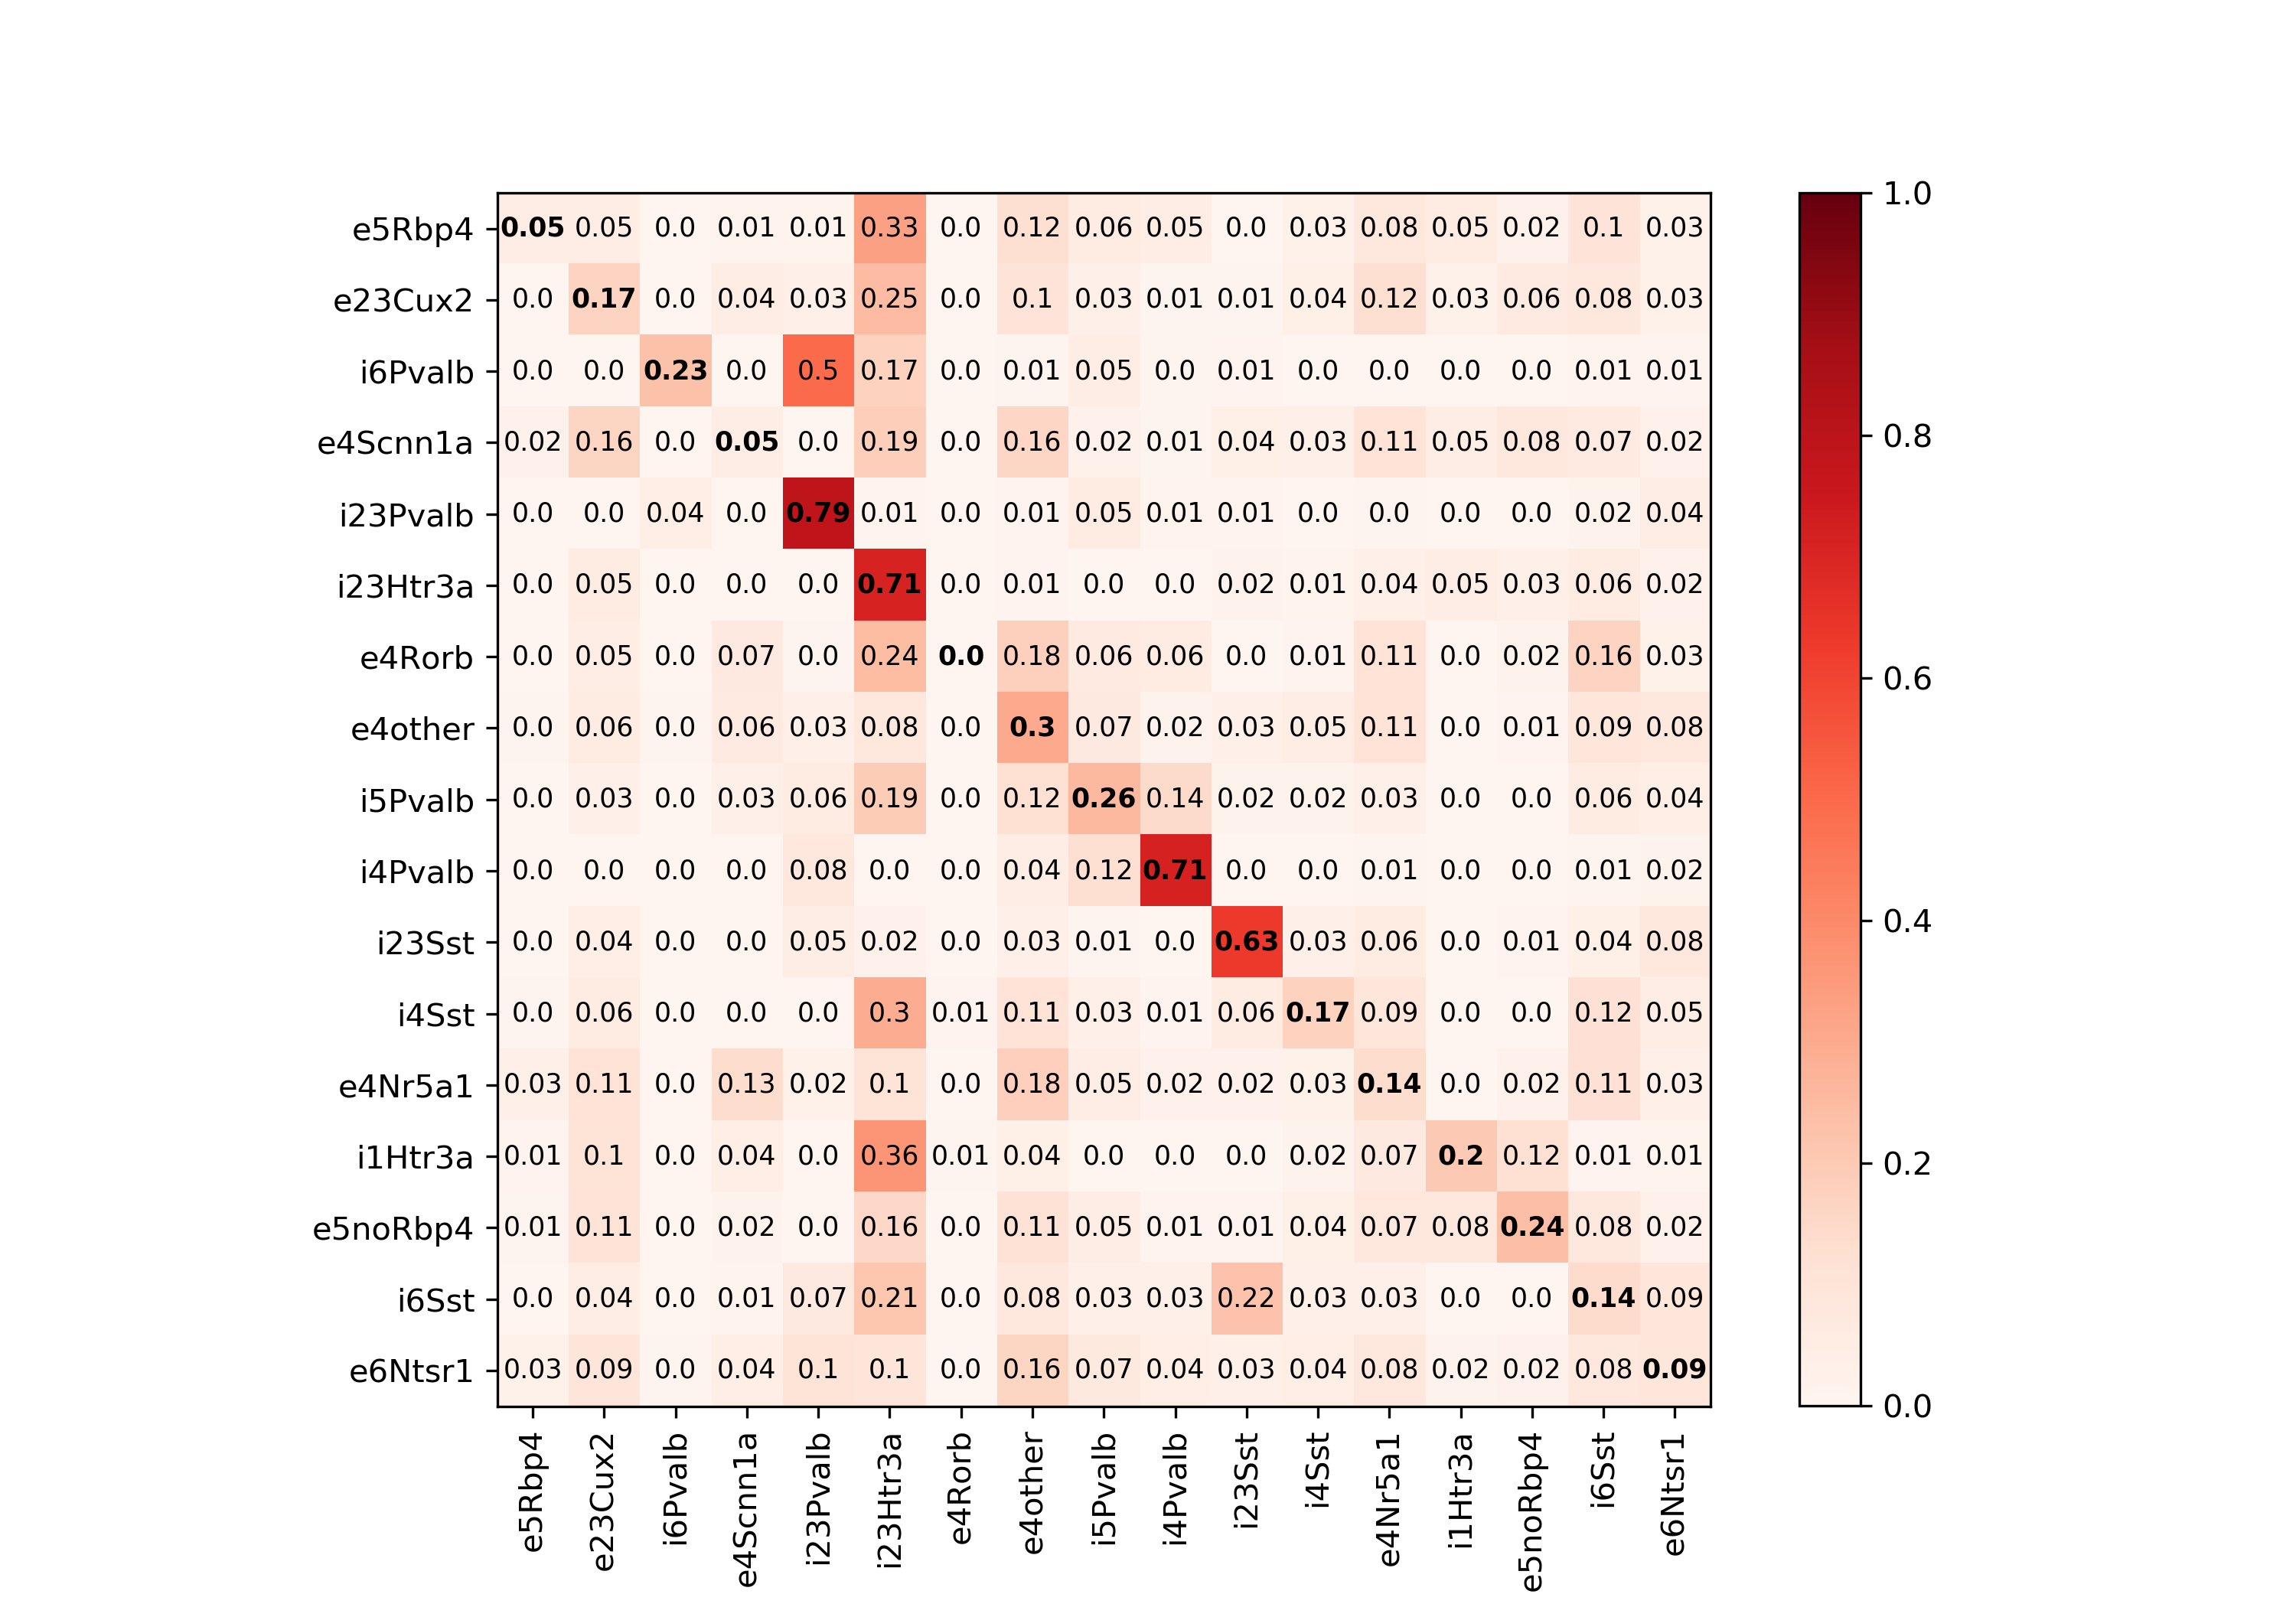 e5Rbp4 0.05 0.05 0.0 0.01 0.01 0.33 0.0 0.12 0.06 0.05 0.0 0.03 0.08 0.05 0.02 0.1 0.03
e23Cux2 0.0 0.17 0.0 0.04 0.03 0.25 0.0 0.1 0.03 0.01 0.01 0.04 0.12 0.03 0.06 0.08 0.03
i6Pvalb 0.0 0.0 0.23 0.0 0.5 0.17 0.0 0.01 0.05 0.0 0.01 0.0 0.0 0.0 0.0 0.01 0.01
e4Scnn1a 0.02 0.16 0.0 0.05 0.0 0.19 0.0 0.16 0.02 0.01 0.04 0.03 0.11 0.05 0.08 0.07 0.02
i23Pvalb 0.0 0.0 0.04 0.0 0.79 0.01 0.0 0.01 0.05 0.01 0.01 0.0 0.0 0.0 0.0 0.02 0.04
i23Htr3a 0.0 0.05 0.0 0.0 0.0 0.71 0.0 0.01 0.0 0.0 0.02 0.01 0.04 0.05 0.03 0.06 0.02
e4Rorb 0.0 0.05 0.0 0.07 0.0 0.24 0.0 0.18 0.06 0.06 0.0 0.01 0.11 0.0 0.02 0.16 0.03
e4other 0.0 0.06 0.0 0.06 0.03 0.08 0.0 0.3 0.07 0.02 0.03 0.05 0.11 0.0 0.01 0.09 0.08
i5Pvalb 0.0 0.03 0.0 0.03 0.06 0.19 0.0 0.12 0.26 0.14 0.02 0.02 0.03 0.0 0.0 0.06 0.04
i4Pvalb 0.0 0.0 0.0 0.0 0.08 0.0 0.0 0.04 0.12 0.71 0.0 0.0 0.01 0.0 0.0 0.01 0.02
i23Sst 0.0 0.04 0.0 0.0 0.05 0.02 0.0 0.03 0.01 0.0 0.63 0.03 0.06 0.0 0.01 0.04 0.08
i4Sst 0.0 0.06 0.0 0.0 0.0 0.3 0.01 0.11 0.03 0.01 0.06 0.17 0.09 0.0 0.0 0.12 0.05
e4Nr5a1 0.03 0.11 0.0 0.13 0.02 0.1 0.0 0.18 0.05 0.02 0.02 0.03 0.14 0.0 0.02 0.11 0.03
i1Htr3a 0.01 0.1 0.0 0.04 0.0 0.36 0.01 0.04 0.0 0.0 0.0 0.02 0.07 0.2 0.12 0.01 0.01
e5noRbp4 0.01 0.11 0.0 0.02 0.0 0.16 0.0 0.11 0.05 0.01 0.01 0.04 0.07 0.08 0.24 0.08 0.02
i6Sst 0.0 0.04 0.0 0.01 0.07 0.21 0.0 0.08 0.03 0.03 0.22 0.03 0.03 0.0 0.0 0.14 0.09
e6Ntsr1 0.03 0.09 0.0 0.04 0.1 0.1 0.0 0.16 0.07 0.04 0.03 0.04 0.08 0.02 0.02 0.08 0.09
e5Rbp4
e23Cux2
i6Pvalb
e4Scnn1a
i23Pvalb
i23Htr3a
e4Rorb
e4other
i5Pvalb
i4Pvalb
i23Sst
i4Sst
e4Nr5a1
i1Htr3a
e5noRbp4
i6Sst
e6Ntsr1
1.0
0.8
0.6
0.4
0.2
0.0